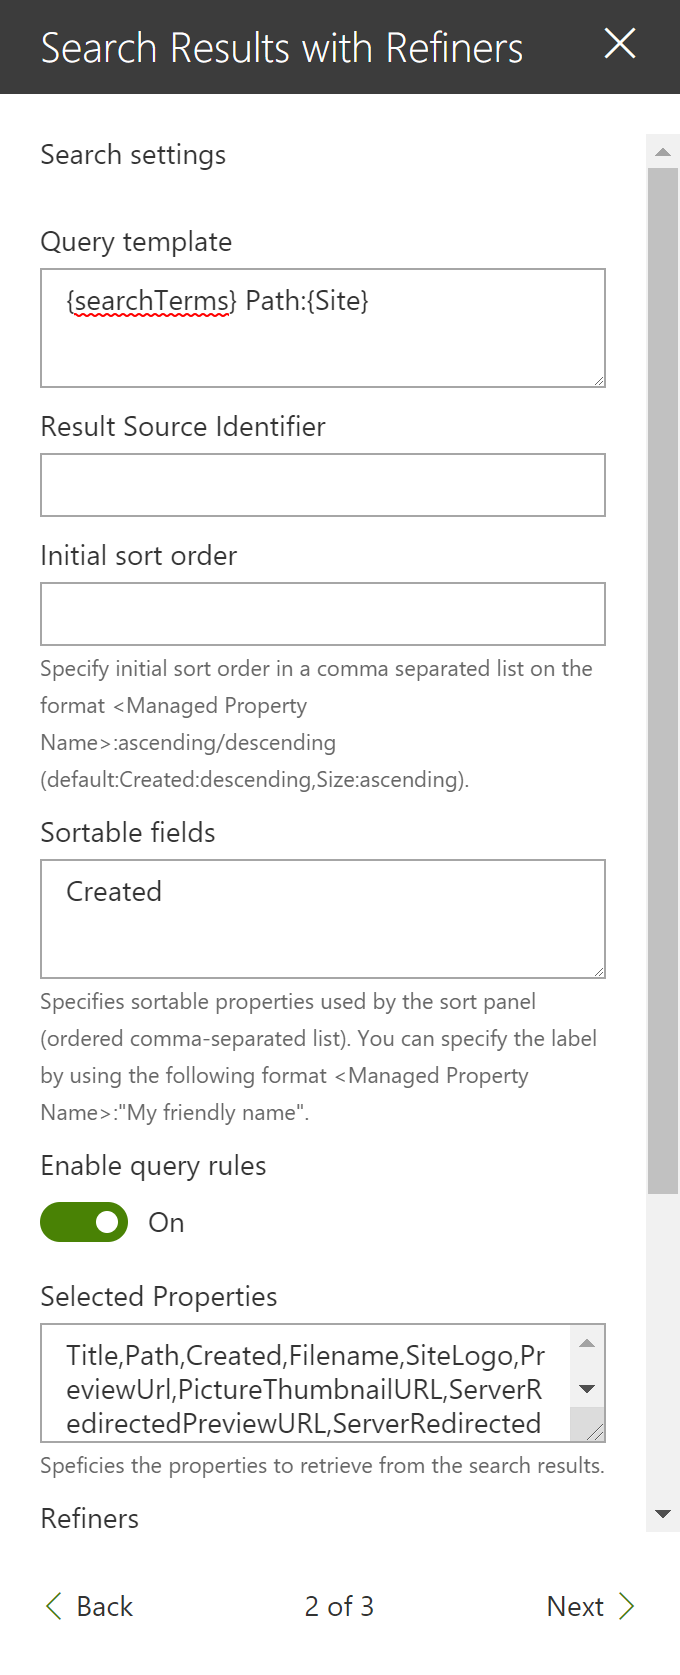 Search Results with Refiners
Search settings
Query template
{searchTerms} Path:{Site}
Result Source Identifier
Initial sort order
Specify initial sort order in a comma separated list on the
format <Managed Property
Name>:ascending/descending
(default:Created:descending,Size:ascending).
Sortable fields
Created
Specifies sortable properties used by the sort panel
(ordered comma-separated list). You can specify the label
by using the following format <Managed Property
Name>:"My friendly name".
Enable query rules
On
Selected Properties
Title,Path,Created,Filename,SiteLogo,Pr
eviewUrl,PictureThumbnailURL,ServerR
edirectedPreviewURL,ServerRedirected
Speficies the properties to retrieve from the search results.
Refiners
Back 2 of 3 Next